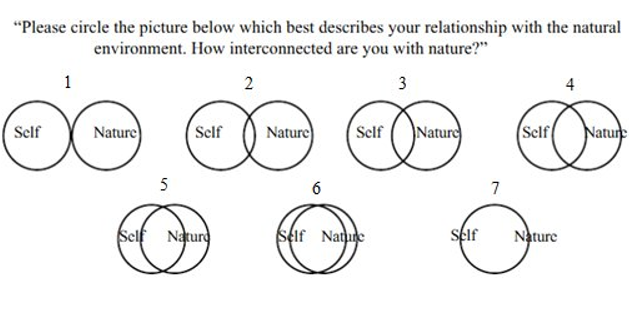 “Please circle the picture below which best describes your relationship with the natural
environment. How interconnected are you with nature?”
1 2 3 4
Self Nature Self Nature Self Nature Self Nature
5 6 7
Self Nature Self Nature Self Nature